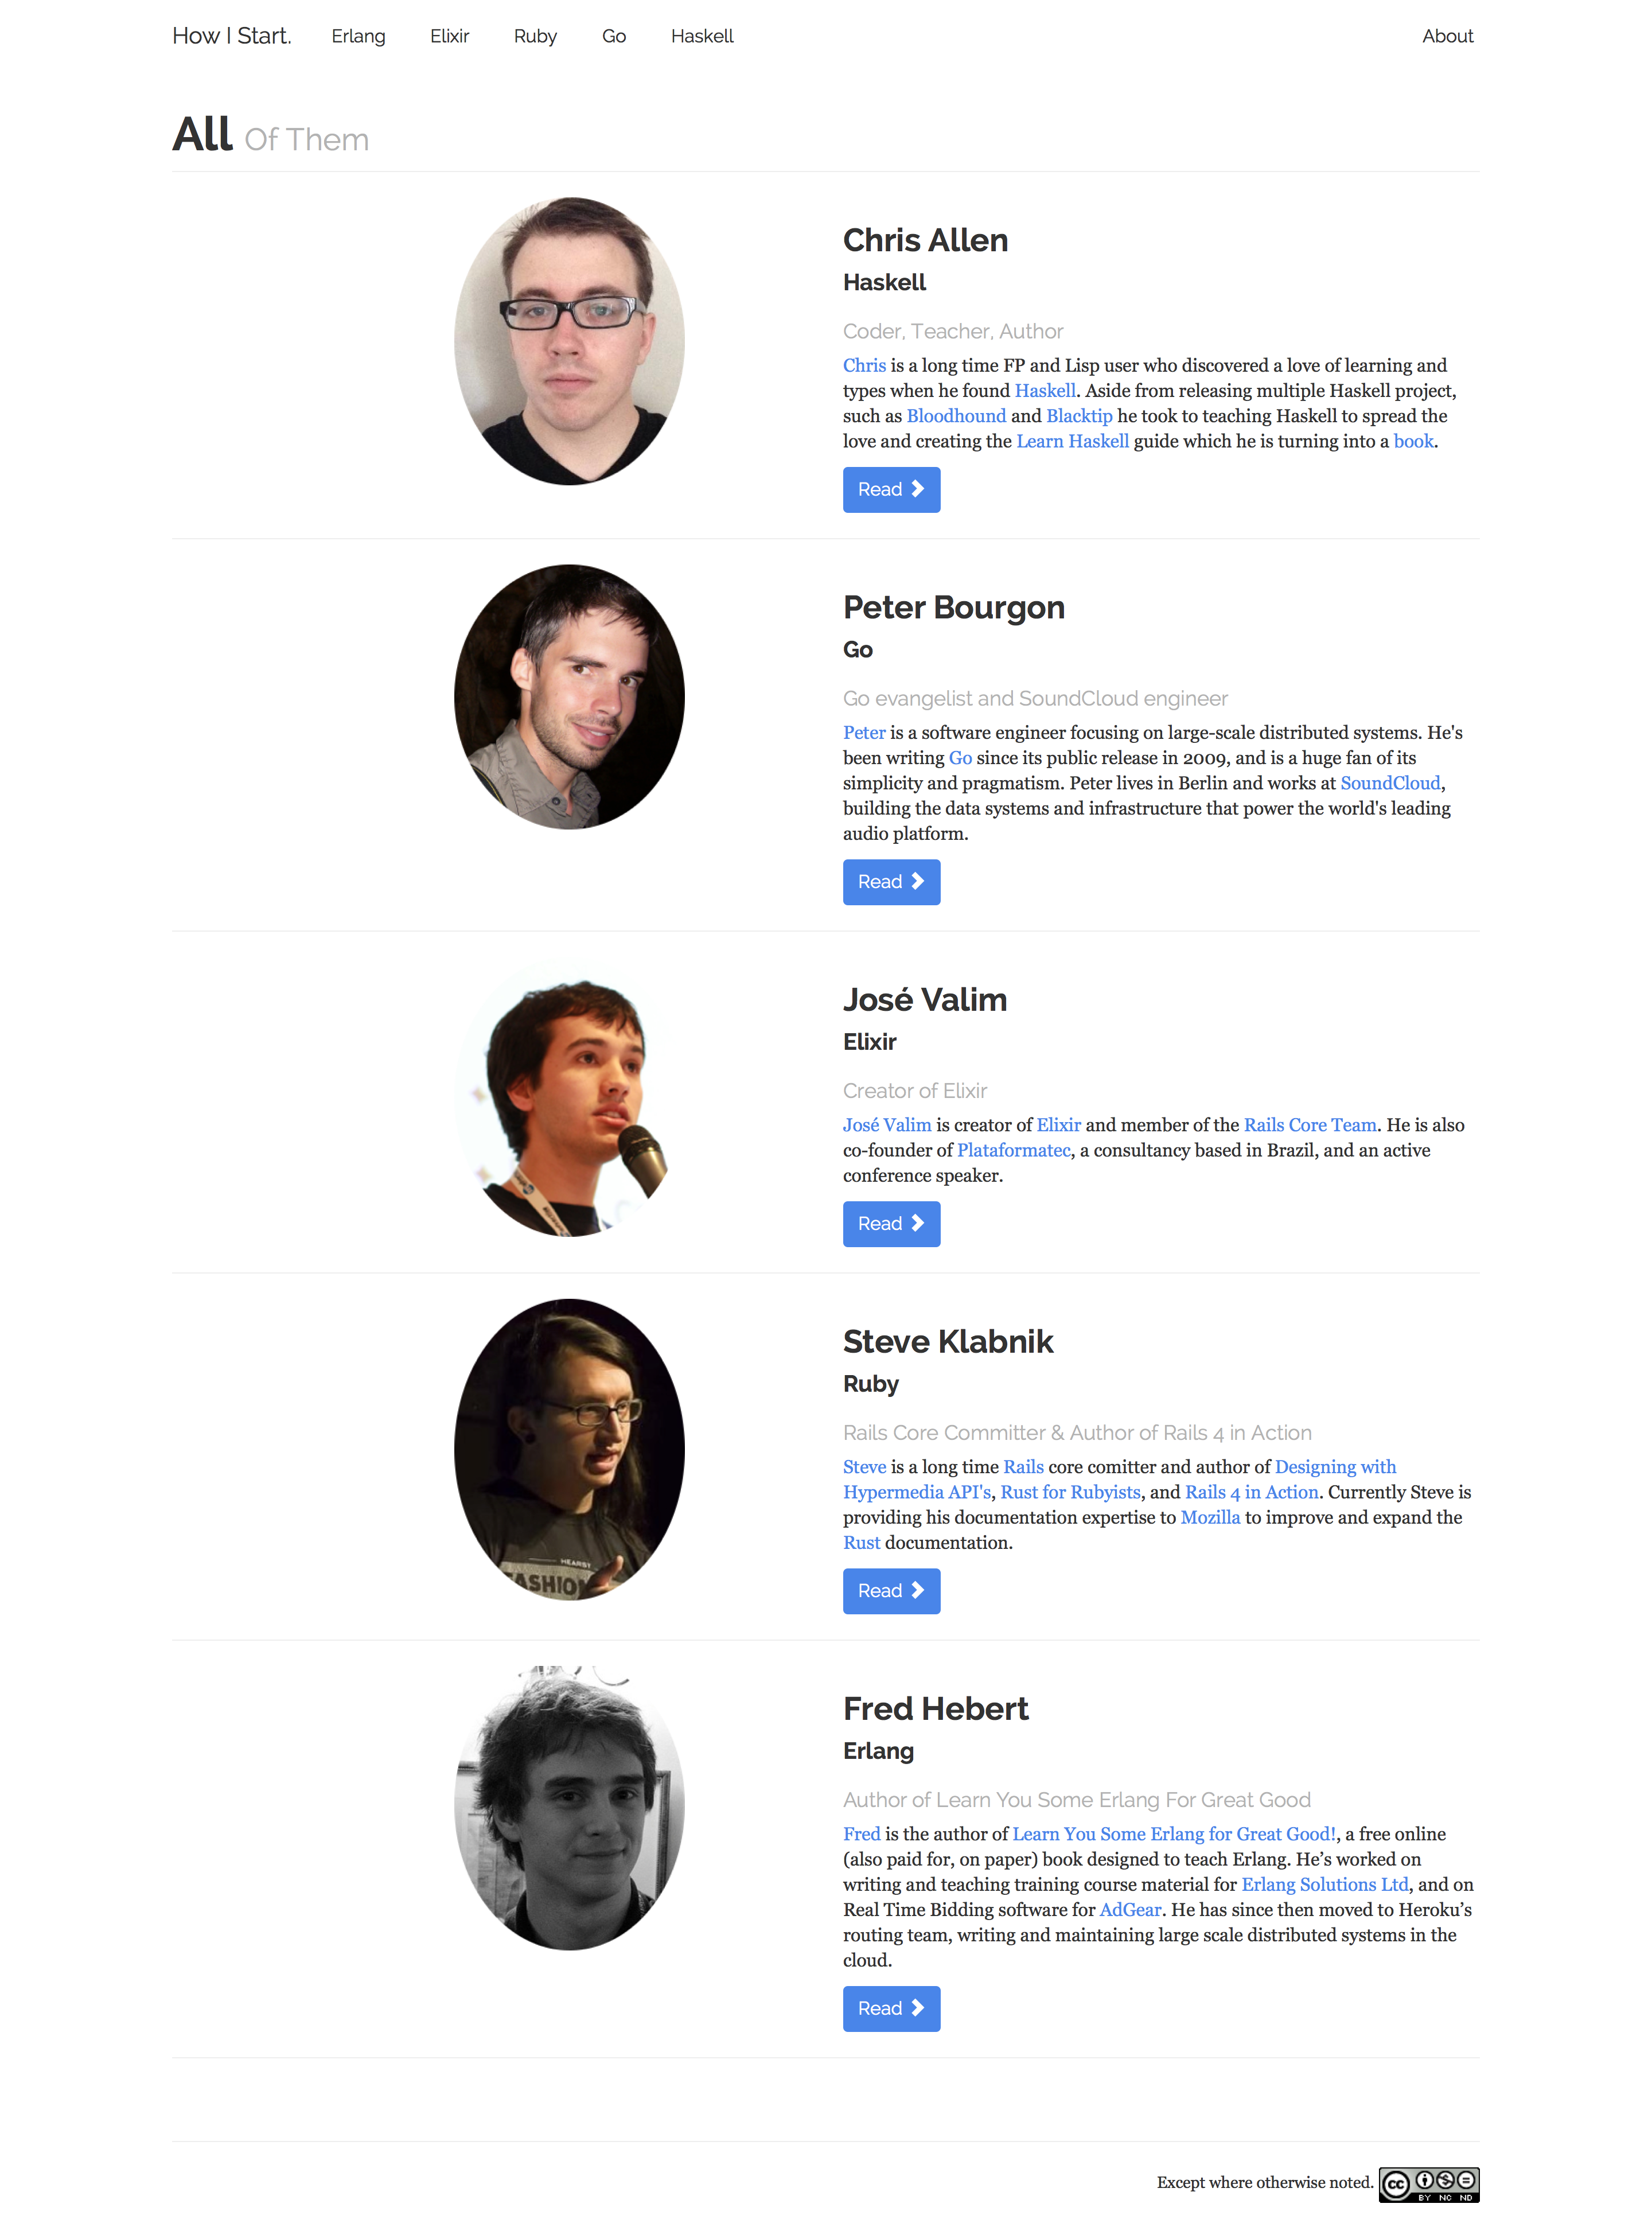 How I Start. Erlang Elixir Ruby Go Haskell About
All Of Them
Chris Allen
Haskell
Coder, Teacher, Author
Chris is a long time FP and Lisp user who discovered a love of learning and
types when he found Haskell. Aside from releasing multiple Haskell project,
such as Bloodhound and Blacktip he took to teaching Haskell to spread the
love and creating the Learn Haskell guide which he is turning into a book.
Read
Peter Bourgon
Go
Go evangelist and SoundCloud engineer
Peter is a software engineer focusing on large-scale distributed systems. He's
been writing Go since its public release in 2009, and is a huge fan of its
simplicity and pragmatism. Peter lives in Berlin and works at SoundCloud,
building the data systems and infrastructure that power the world's leading
audio platform.
Read
José Valim
Elixir
Creator of Elixir
José Valim is creator of Elixir and member of the Rails Core Team. He is also
co-founder of Plataformatec, a consultancy based in Brazil, and an active
conference speaker.
Read
HEARST
FASHION
Steve Klabnik
Ruby
Rails Core Committer & Author of Rails 4 in Action
Steve is a long time Rails core comitter and author of Designing with
Hypermedia API's, Rust for Rubyists, and Rails 4 in Action. Currently Steve is
providing his documentation expertise to Mozilla to improve and expand the
Rust documentation.
Read
Fred Hebert
Erlang
Author of Learn You Some Erlang For Great Good
Fred is the author of Learn You Some Erlang for Great Good!, a free online
(also paid for, on paper) book designed to teach Erlang. He’s worked on
writing and teaching training course material for Erlang Solutions Ltd, and on
Real Time Bidding software for AdGear. He has since then moved to Heroku’s
routing team, writing and maintaining large scale distributed systems in the
cloud.
Read
Except where otherwise noted. cc BY NC ND